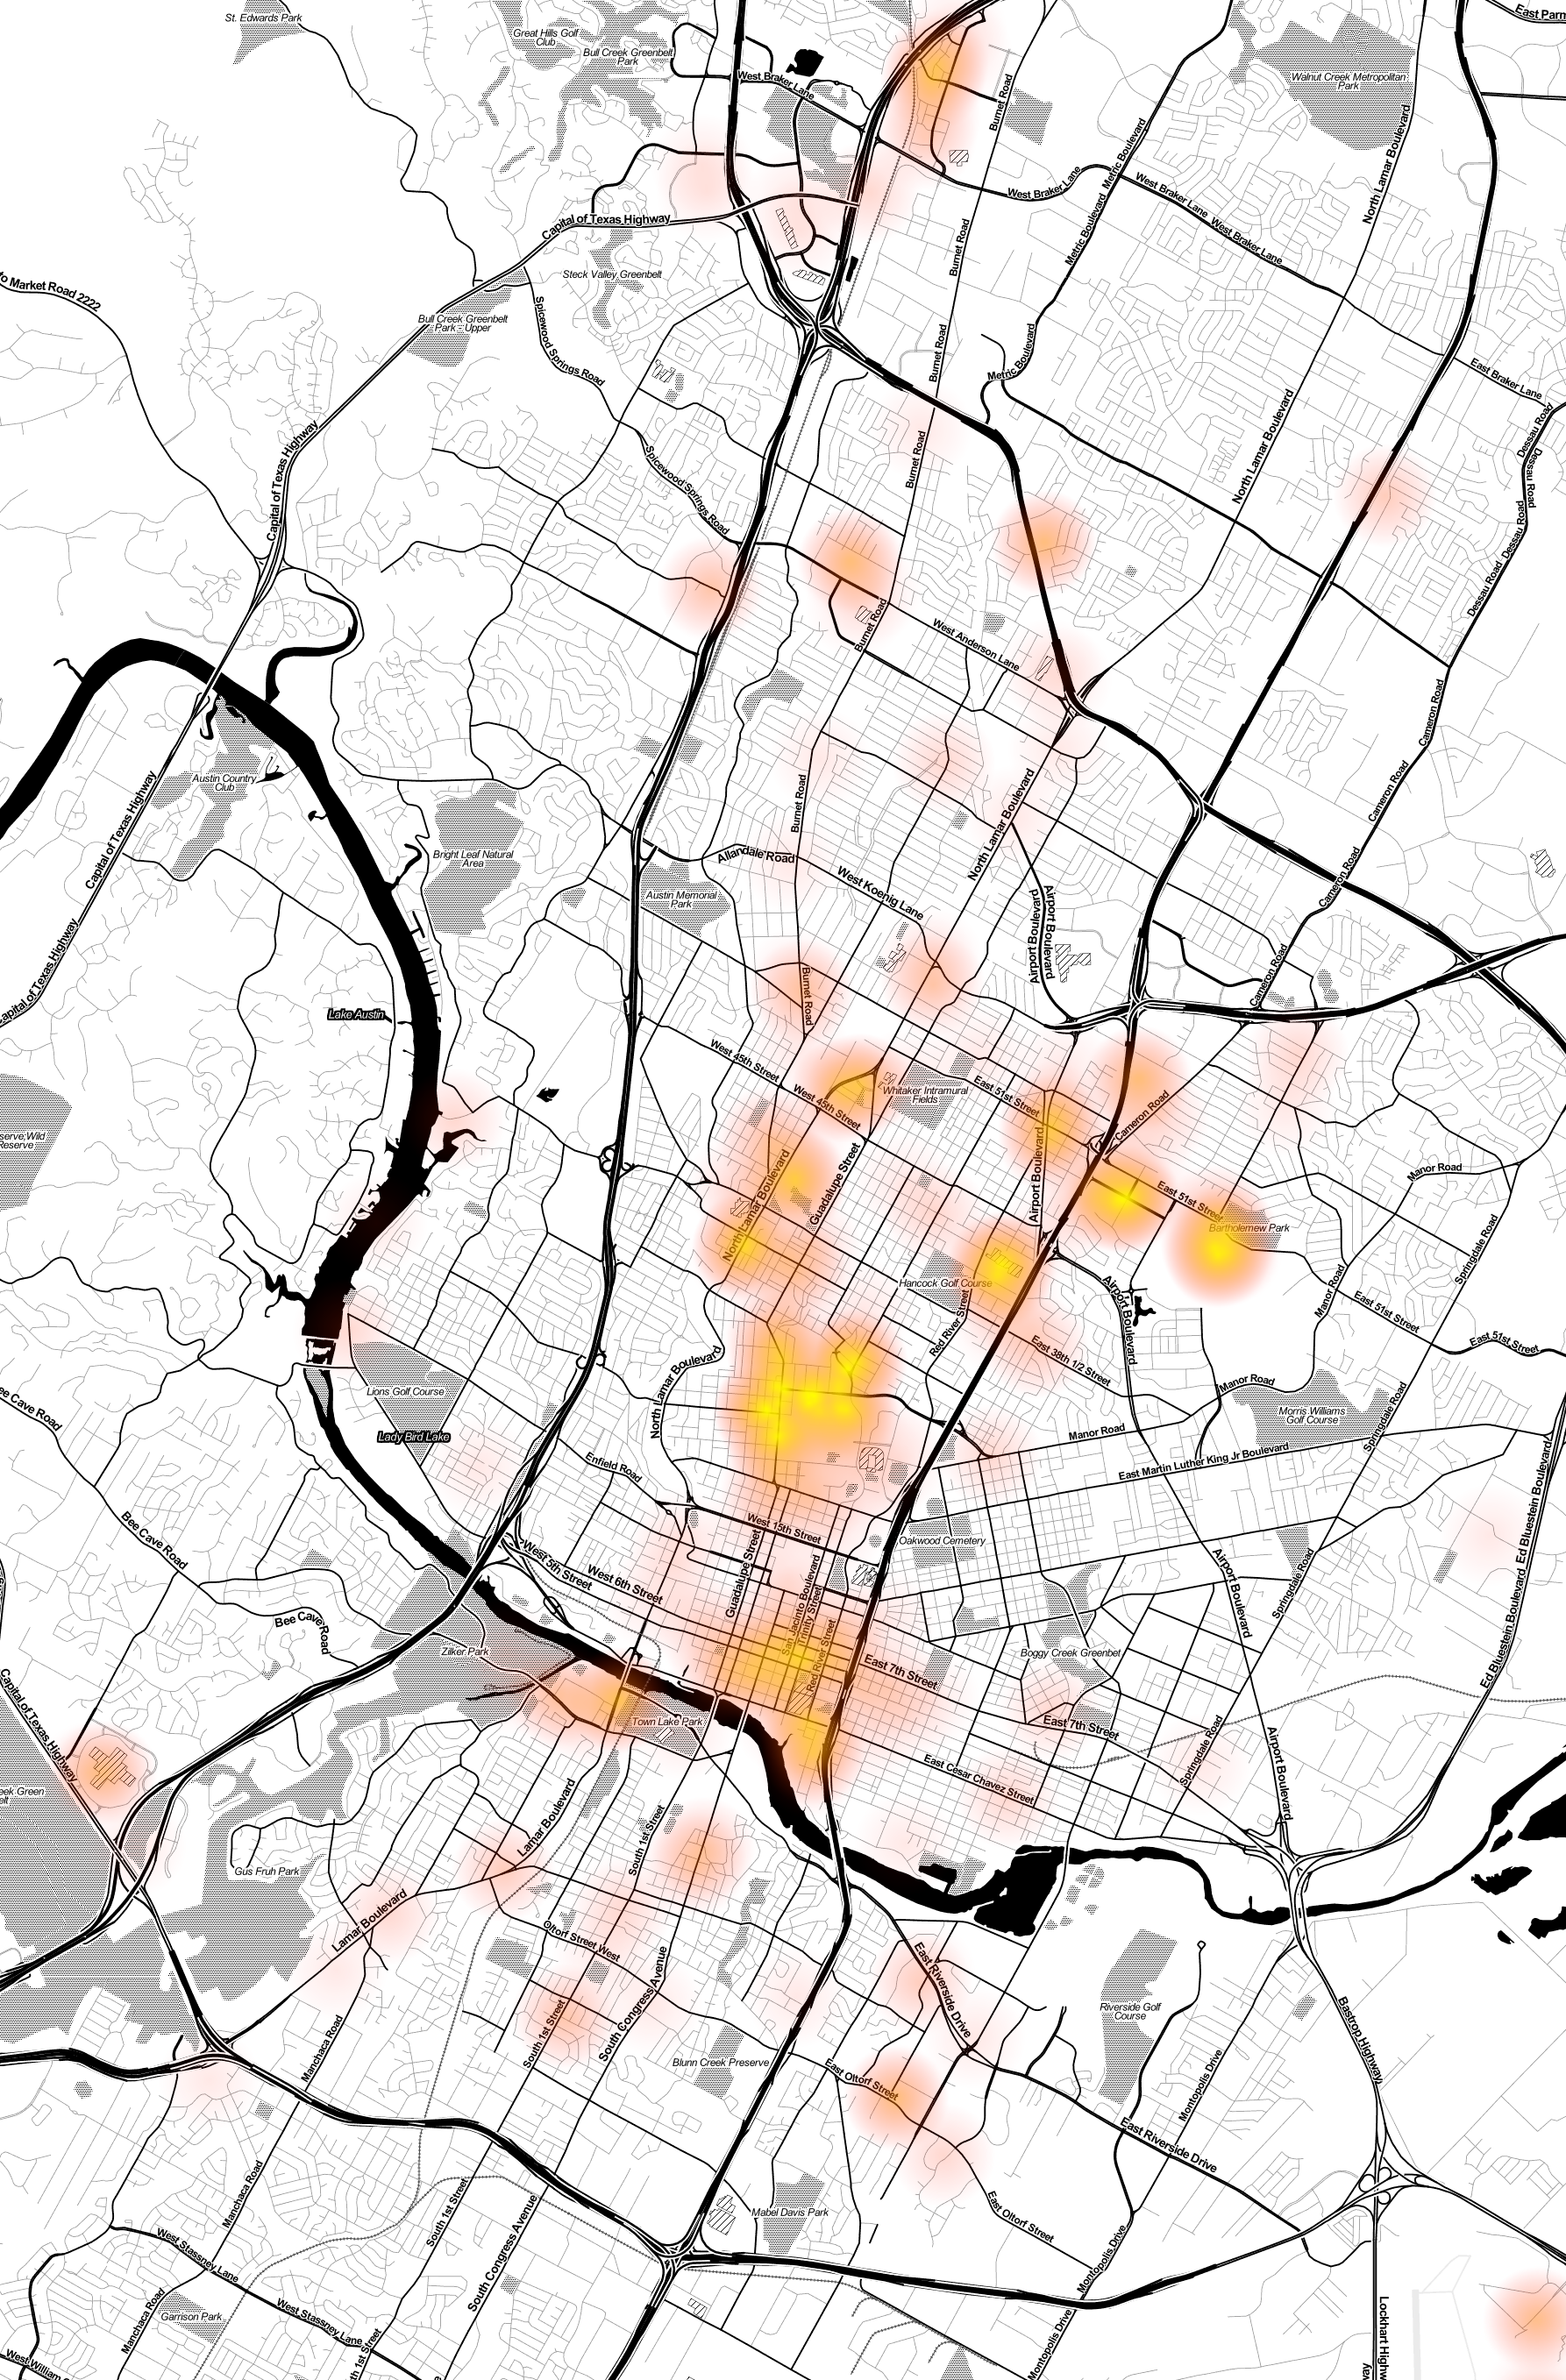 St. Edwards Park
Great Hills Golf
Club
Bull Creek Greenbelt
Park
East Parm
West Braker Lane
Walnut Creek Metropolitan
Park
Burnet Road
Metric Boulevard
North Lamar Boulevard
West Braker Lane
West Braker Lane
West Braker Lane
Capital of Texas Highway
Metric Boulevard
Burnet Road
Steck Valley Greenbelt
to Market Road 2222
Bull Creek Greenbelt
Park - Upper
Spicewood Springs Road
Burnet Road
Metric Boulevard
East Braker Lane
North Lamar Boulevard
Dessau Road
Dessau Road
Capital of Texas Highway
Burnet Road
Spicewood Springs Road
Dessau Road
Dessau Road
Burnet Road
West Anderson Lane
Cameron Road
Austin Country
Club
Capital of Texas Highway
Burnet Road
North Lamar Boulevard
Cameron Road
Bright Leaf Natural
Area
Allandale Road
West Koenig Lane
Cameron Road
Austin Memorial
Park
Airport Boulevard
Airport Boulevard
Capital of Texas Highway
Cameron Road
Burnet Road
Lake Austin
West 45th Street
West 45th Street
Whitaker Intramural
Fields
East 51st Street
Cameron Road
serve;Wild
Reserve
North Lamar Boulevard
Guadalupe Street
Airport Boulevard
East 51st Street
Manor Road
Bartholemew Park
Springdale Road
Hancock Golf Course
Red River Street
Airport Boulevard
Manor Road
East 51st Street
East 51st Street
East 38th 1/2 Street
North Lamar Boulevard
Lions Golf Course
Bee Cave Road
Manor Road
Morris Williams
Golf Course
Springdale Road
Lady Bird Lake
Manor Road
East Martin Luther King Jr Boulevard
Enfield Road
Ed Bluestein Boulevard
Ed Bluestein Boulevard
West 15th Street
Bee Cave Road
Oakwood Cemetery
West 5th Street
West 6th Street
Guadalupe Street
San Jacinto Boulevard
Trinity Street
Red River Street
Airport Boulevard
Springdale Road
Bee Cave Road
Zilker Park
East 7th Street
Boggy Creek Greenbel
Capital of Texas Highway
Town Lake Park
East 7th Street
Springdale Road
Airport Boulevard
East Cesar Chavez Street
eek Green
elt
Lamar Boulevard
South 1st Street
Gus Fruh Park
Lamar Boulevard
Oltorf Street West
South Congress Avenue
East Riverside Drive
Riverside Golf
Course
Bastrop Highway
South 1st Street
Manchaca Road
Blunn Creek Preserve
East Oltorf Street
Montopolis Drive
East Riverside Drive
Manchaca Road
South 1st Street
South Congress Avenue
Mabel Davis Park
East Oltorf Street
West Stassney Lane
Montopolis Drive
Manchaca Road
Garrison Park
West Stassney Lane
th 1st Street
Montopolis Drive
Lockhart Highw
West William C